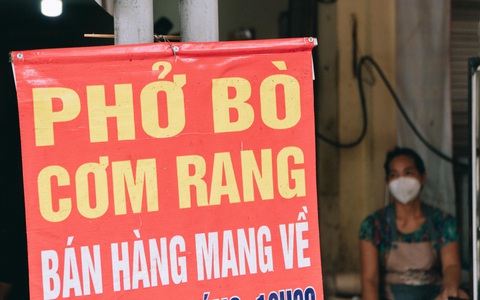 PHỞ BÒ
CƠM RANG
BÁN HÀNG MANG VỀ